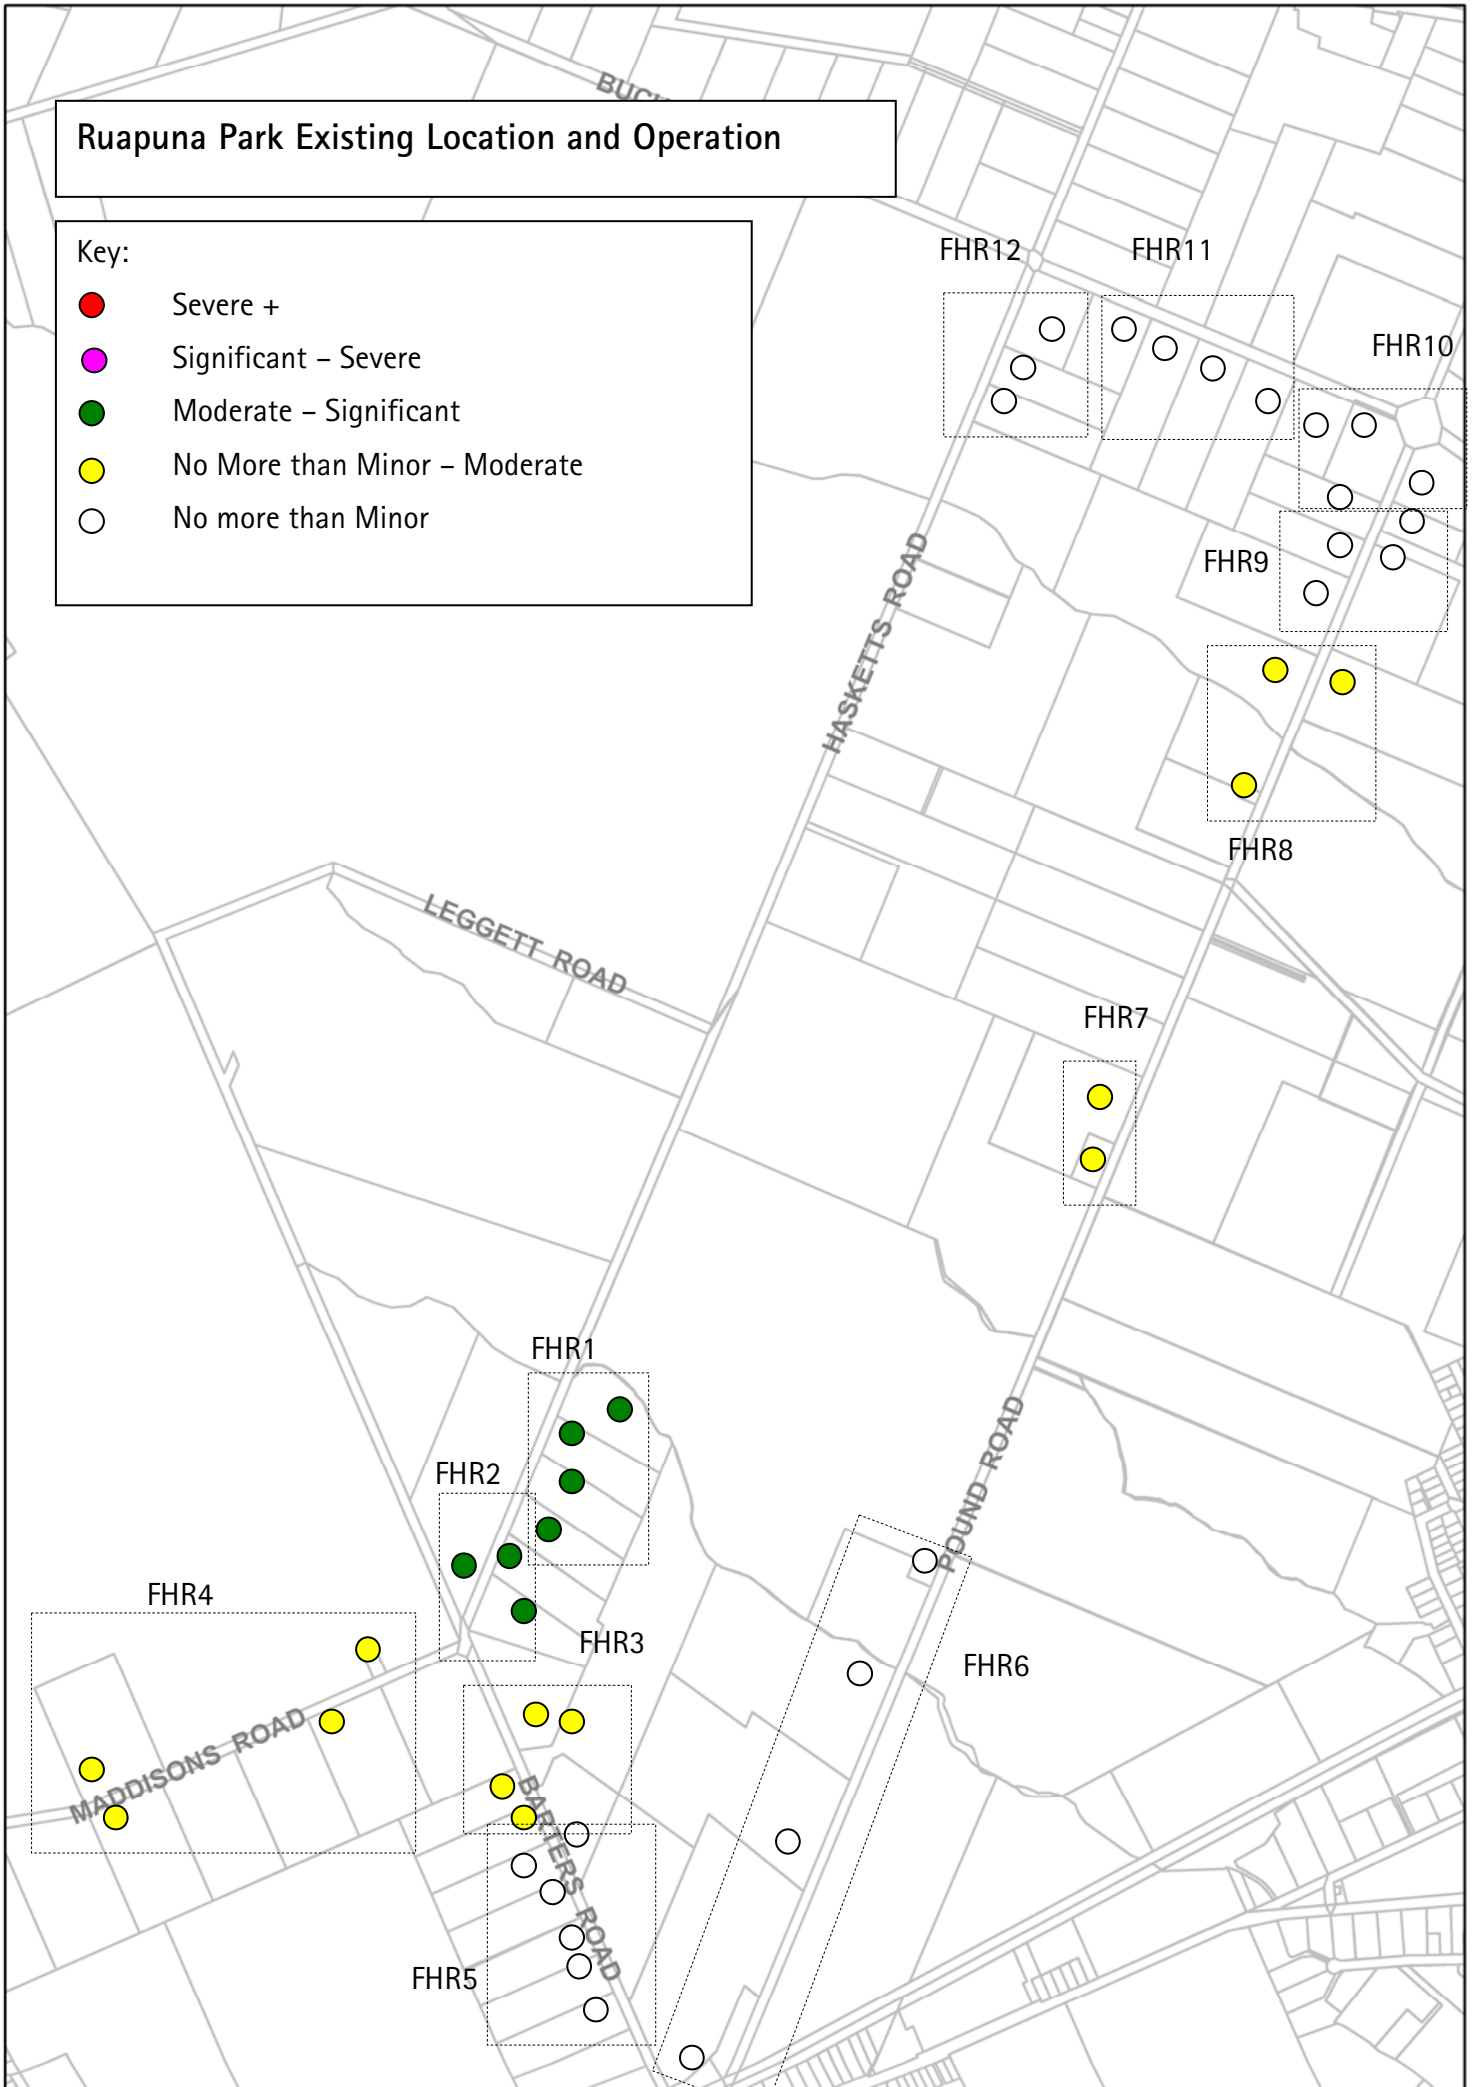 Ruapuna Park Existing Location and Operation
Key:
Severe +
Significant – Severe
Moderate – Significant
No More than Minor – Moderate
No more than Minor
FHR12
FHR11
FHR10
FHR9
HASKETTS ROAD
FHR8
LEGGETT ROAD
FHR7
FHR1
POUND ROAD
FHR2
FHR4
FHR3
FHR6
MADDISONS ROAD
BARTERS ROAD
FHR5